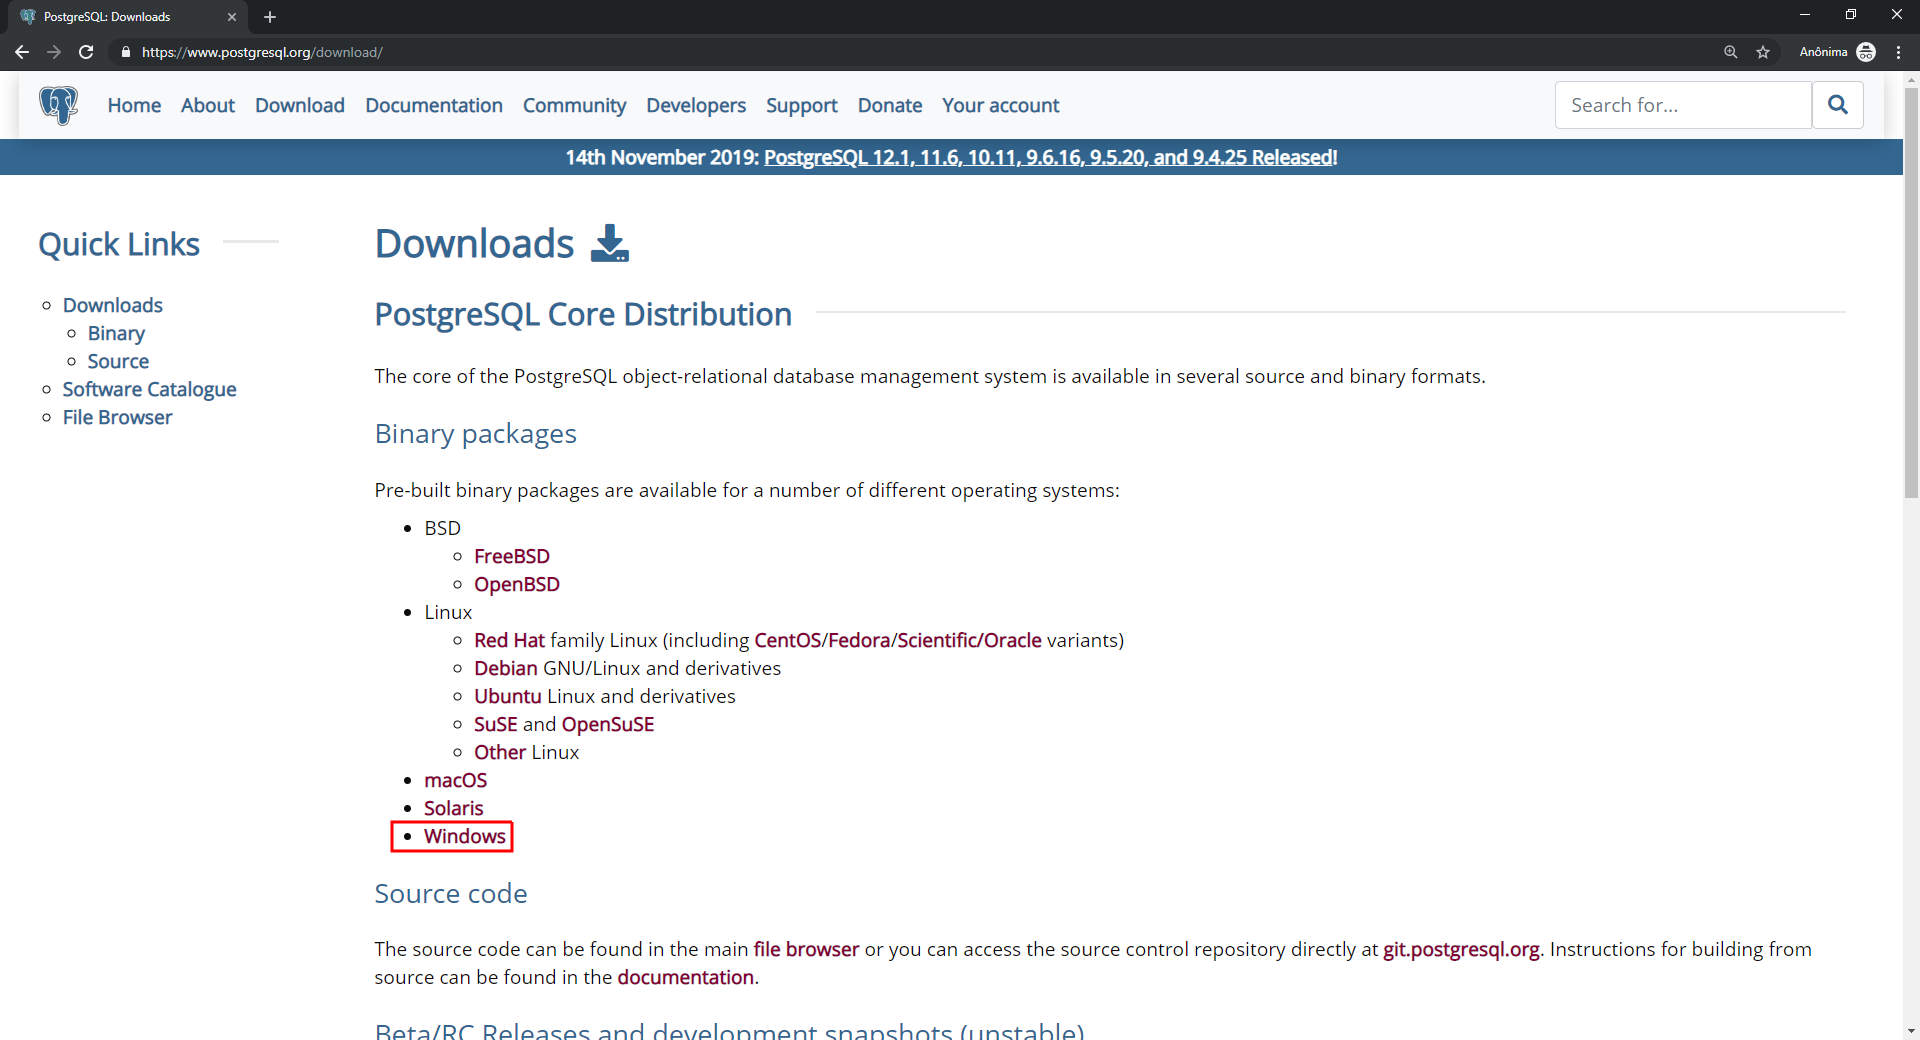 PostgreSQL: Downloads
https://www.postgresql.org/download/
Anônima
Home About Download Documentation Community Developers Support Donate Your account
Search for...
14th November 2019: PostgreSQL 12.1, 11.6, 10.11, 9.6.16, 9.5.20, and 9.4.25 Released!
Quick Links
Downloads
Binary
Source
Software Catalogue
File Browser
Downloads
PostgreSQL Core Distribution
The core of the PostgreSQL object-relational database management system is available in several source and binary formats.
Binary packages
Pre-built binary packages are available for a number of different operating systems:
BSD
FreeBSD
OpenBSD
Linux
Red Hat family Linux (including CentOS/Fedora/Scientific/Oracle variants)
Debian GNU/Linux and derivatives
Ubuntu Linux and derivatives
SuSE and OpenSuSE
Other Linux
macOS
Solaris
Windows
Source code
The source code can be found in the main file browser or you can access the source control repository directly at git.postgresql.org. Instructions for building from
source can be found in the documentation.
Beta/RC Releases and development snapshots (unstable)